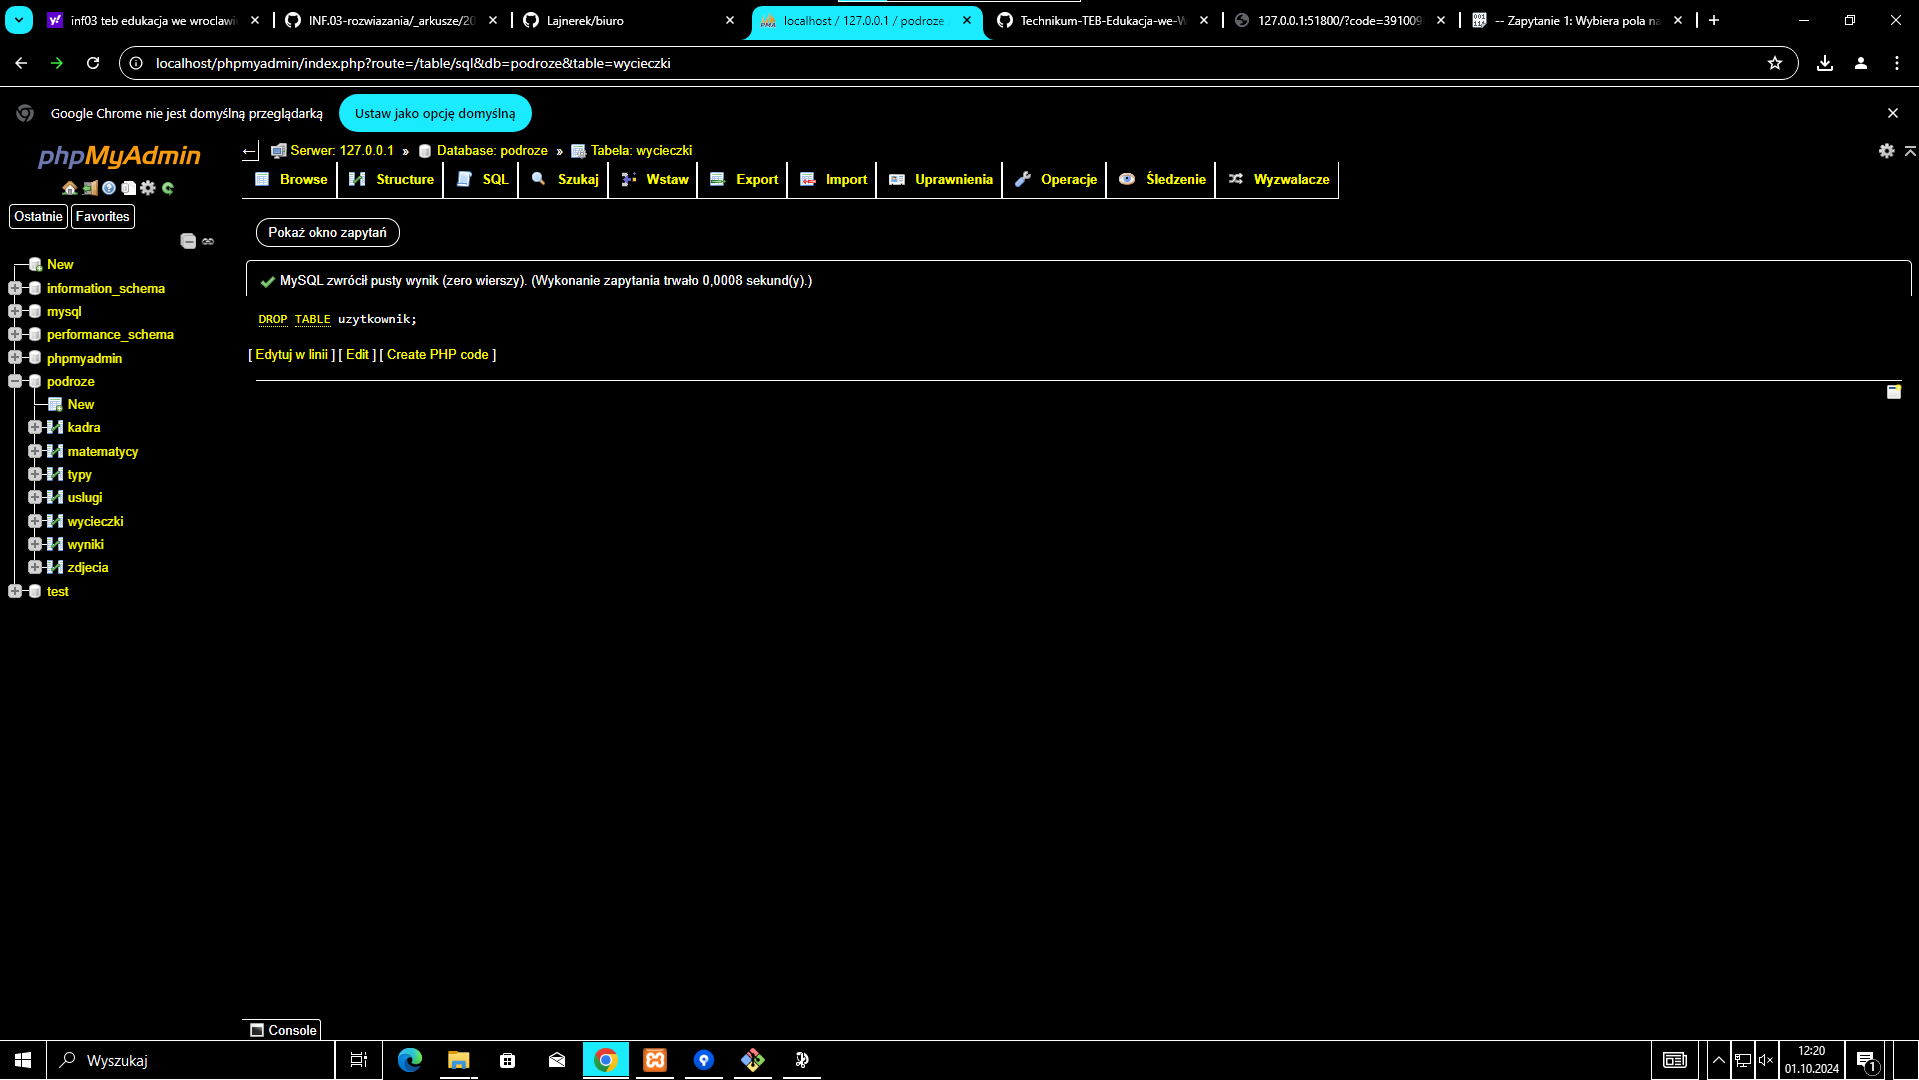 inf03 teb edukacja we wroclawi
INF.03-rozwiazania/_arkusze/20
Lajnerek/biuro
localhost / 127.0.0.1 / podroze
Technikum-TEB-Edukacja-we-W
127.0.0.1:51800/?code=391009
-- Zapytanie 1: Wybiera pola na
localhost/phpmyadmin/index.php?route=/table/sql&db=podroze&table=wycieczki
Google Chrome nie jest domyślną przeglądarką
Ustaw jako opcję domyślną
phpMyAdmin
Serwer: 127.0.0.1 » Database: podroze » Tabela: wycieczki
Browse Structure SQL Szukaj Wstaw Export Import Uprawnienia Operacje Śledzenie Wyzwalacze
Ostatnie Favorites
Pokaż okno zapytań
New
information_schema
mysql
performance_schema
phpmyadmin
podroze
New
kadra
matematycy
typy
uslugi
wycieczki
wyniki
zdjecia
test
MySQL zwrócił pusty wynik (zero wierszy). (Wykonanie zapytania trwało 0,0008 sekund(y).)
DROP TABLE uzytkownik;
[ Edytuj w linii ] [ Edit ] [ Create PHP code ]
Console
Wyszukaj
12:20
01.10.2024
1